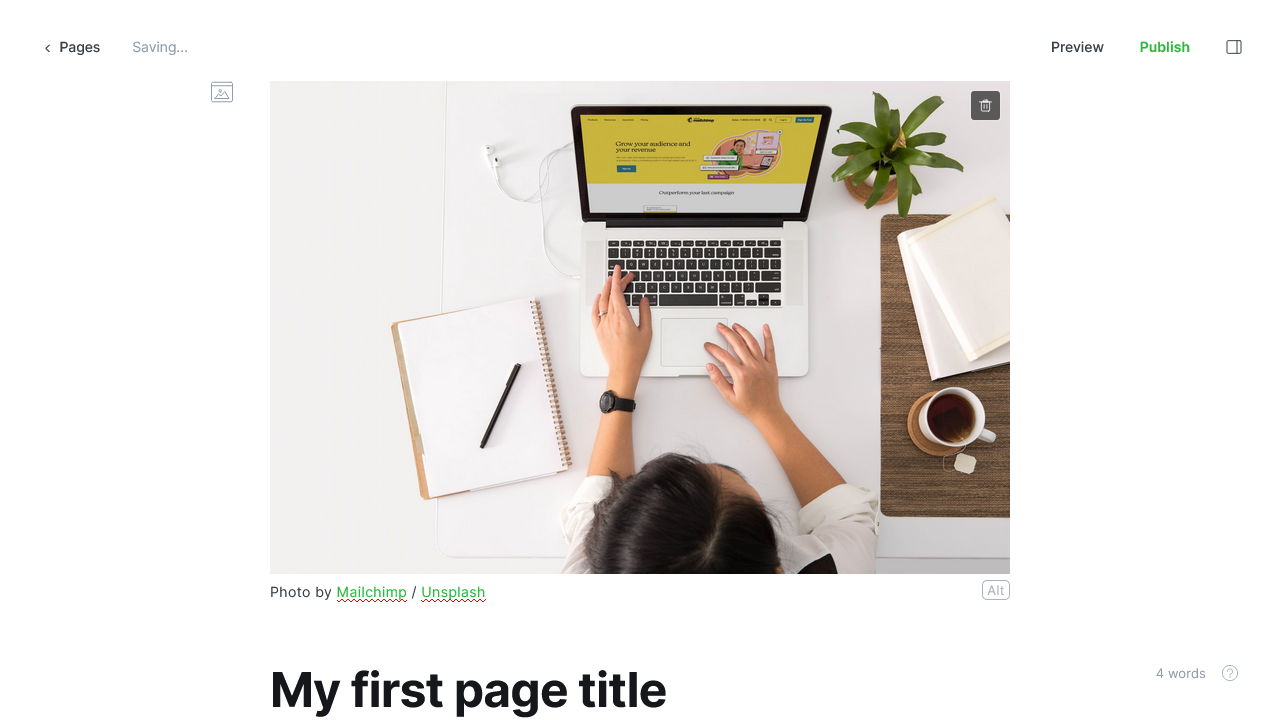 Pages
Saving...
Preview
Publish
mailchimp
Grow your audience and
your revenue
Outperform your last campaign
Photo by Mailchimp / Unsplash
Alt
My first page title
4 words